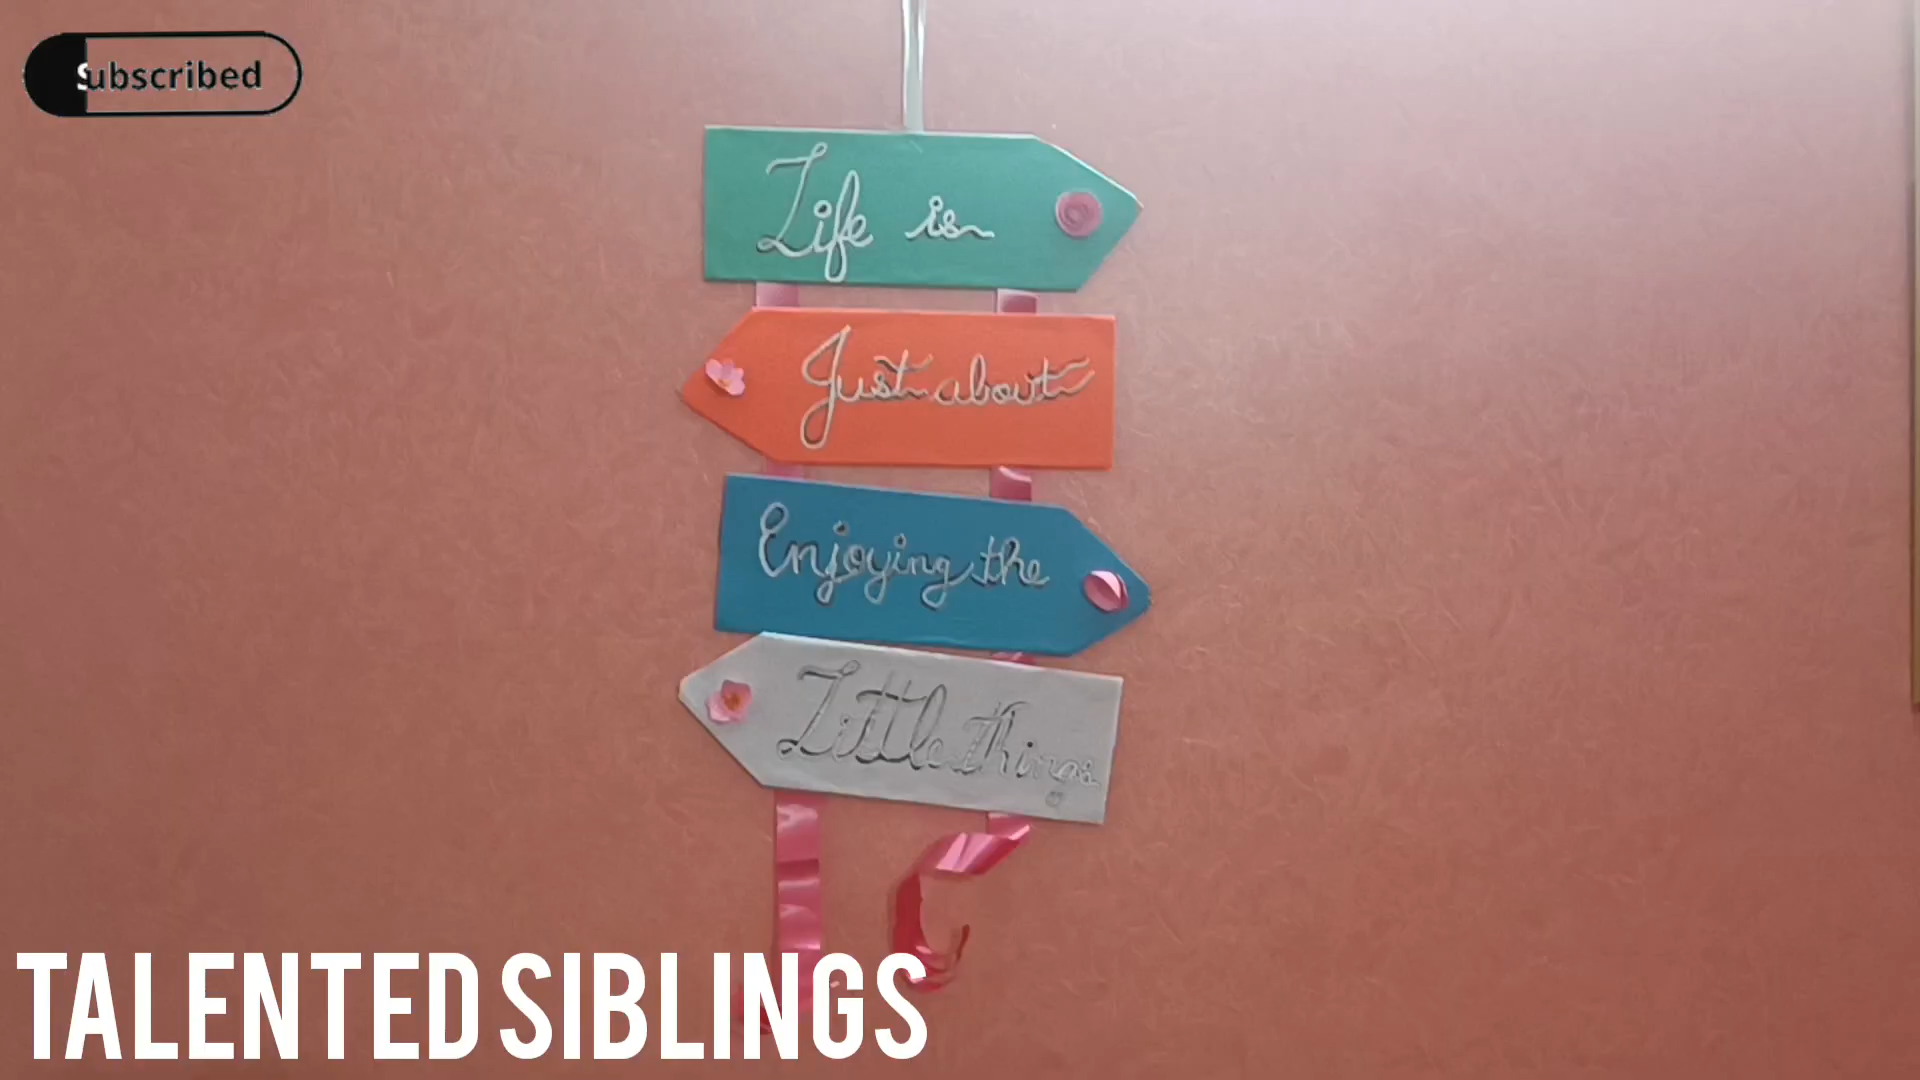 Subscribed
Life is
Just about
Enjoying the
Little things
TALENTED SIBLINGS